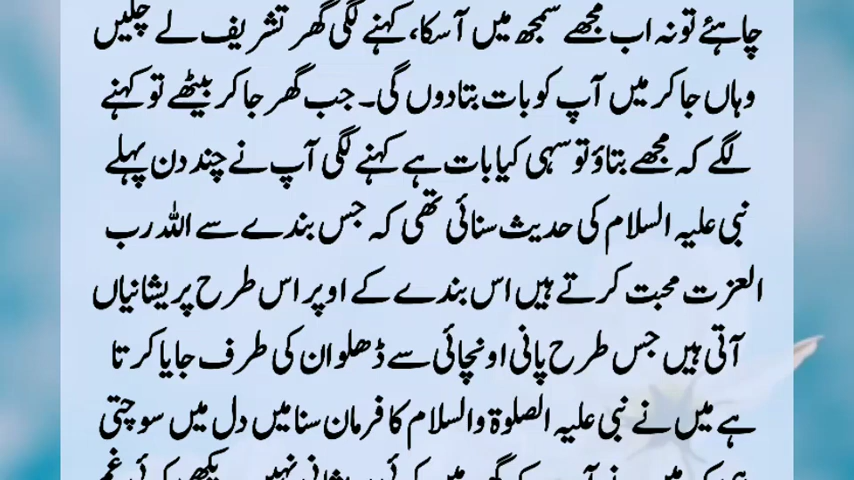 چاہئے تو نہ اب مجھے سمجھ میں آ سکا، کہنے لگی گھر تشریف لے چلیں
وہاں جا کر میں آپ کو بات بتا دوں گی۔ جب گھر جا کر بیٹھے تو کہنے
لگے کہ مجھے بتاؤ تو سہی کیا بات ہے کہنے لگی آپ نے چند دن پہلے
نبی علیہ السلام کی حدیث سنائی تھی کہ جس بندے سے اللہ رب
العزت محبت کرتے ہیں اس بندے کے اوپر اس طرح پریشانیاں
آتی ہیں جس طرح پانی اونچائی سے ڈھلوان کی طرف جایا کرتا
ہے میں نے نبی علیہ الصلوۃ والسلام کا فرمان سنا میں دل میں سوچتی